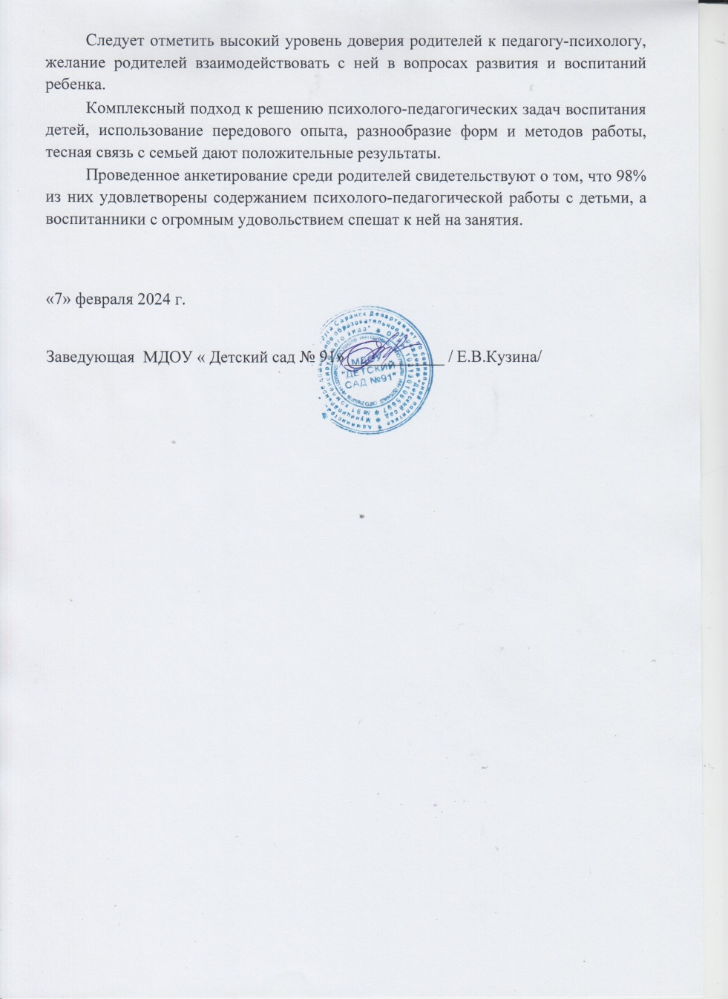 Следует отметить высокий уровень доверия родителей к педагогу-психологу,
желание родителей взаимодействовать с ней в вопросах развития и воспитаний
ребенка.
Комплексный подход к решению психолого-педагогических задач воспитания
детей, использование передового опыта, разнообразие форм и методов работы,
тесная связь с семьей дают положительные результаты.
Проведенное анкетирование среди родителей свидетельствуют о том, что 98%
из них удовлетворены содержанием психолого-педагогической работы с детьми, а
воспитанники с огромным удовольствием спешат к ней на занятия.
«7» февраля 2024 г.
Заведующая МДОУ « Детский сад № 91» / Е.В.Кузина/
МДОУ
"ДЕТСКИЙ
САД №91"